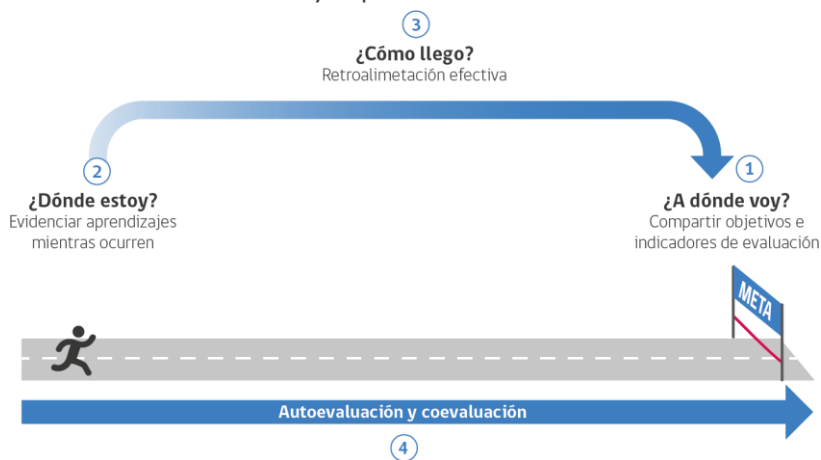 3
¿Cómo llego?
Retroalimetación efectiva
2
¿Dónde estoy?
Evidenciar aprendizajes
mientras ocurren
1
¿A dónde voy?
Compartir objetivos e
indicadores de evaluación
META
Autoevaluación y coevaluación
4